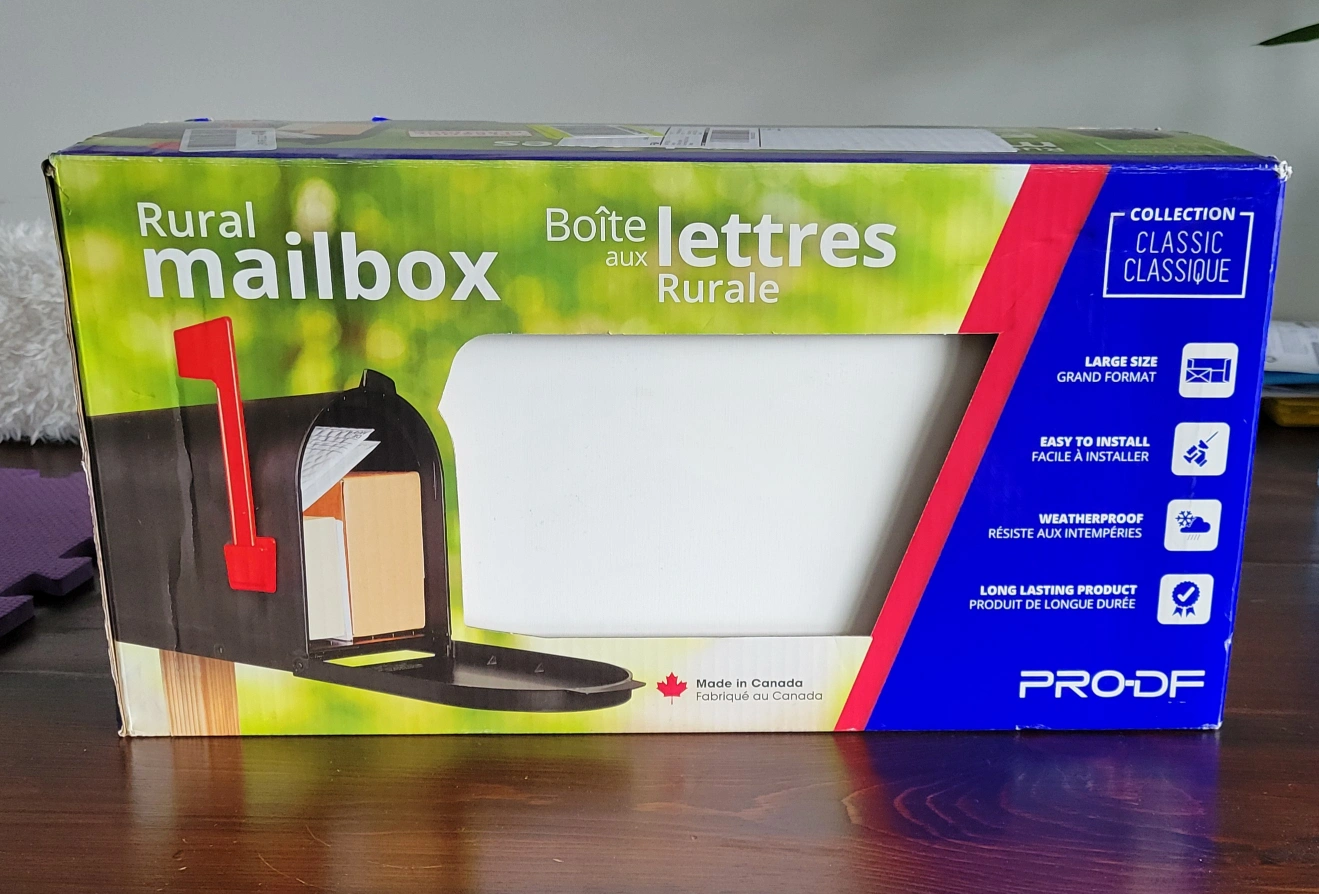 Rural
mailbox
Boîte
aux lettres
Rurale
COLLECTION
CLASSIC
CLASSIQUE
LARGE SIZE
GRAND FORMAT
EASY TO INSTALL
FACILE À INSTALLER
WEATHERPROOF
RÉSISTE AUX INTEMPÉRIES
LONG LASTING PRODUCT
PRODUIT DE LONGUE DURÉE
Made in Canada
Fabriqué au Canada
PRO-DF